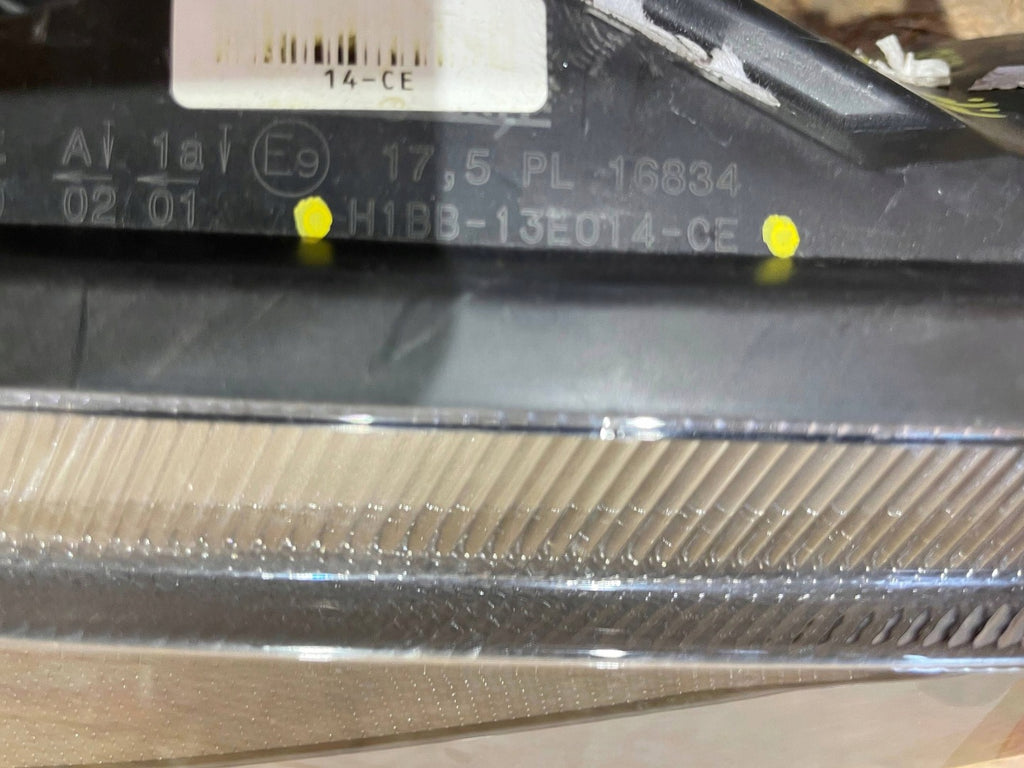 14-CE
A 1a E9 17,5 PL 16834
02 01 H1BB-13E014-CE